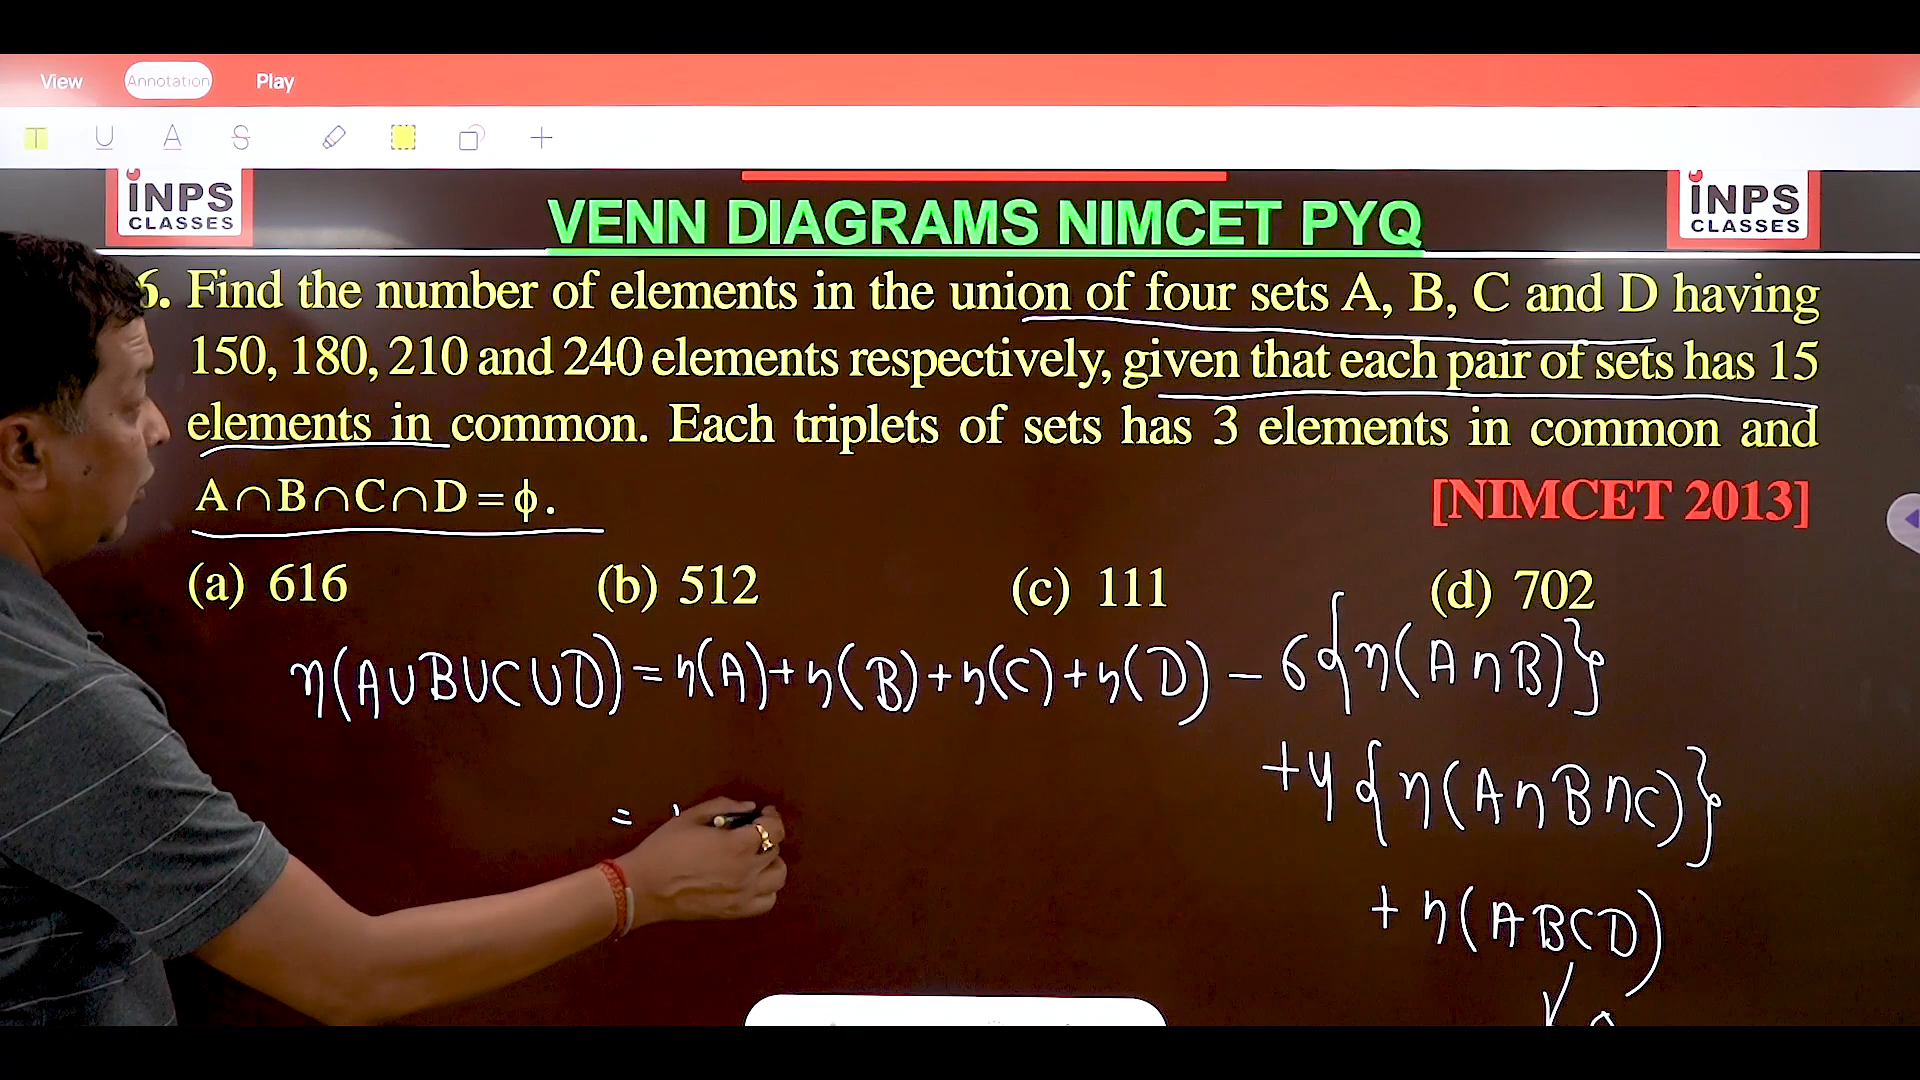 View Annotation Play
T U A S
iNPS
CLASSES
VENN DIAGRAMS NIMCET PYQ
iNPS
CLASSES
6. Find the number of elements in the union of four sets A, B, C and D having
150, 180, 210 and 240 elements respectively, given that each pair of sets has 15
elements in common. Each triplets of sets has 3 elements in common and
A∩B∩C∩D=ϕ.
[NIMCET 2013]
(a) 616 (b) 512 (c) 111 (d) 702
η(A∪B∪C∪D) = η(A)+η(B)+η(C)+η(D) – 6{η(A∩B)}
+4{η(A∩B∩C)}
=
+ η(ABCD)